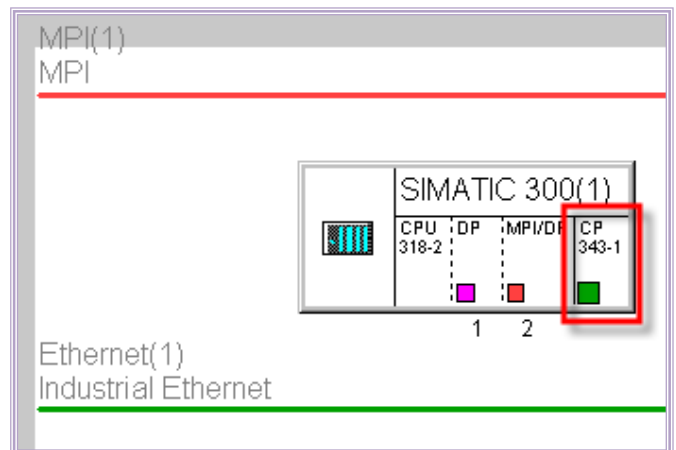 MPI(1)
MPI
SIMATIC 300(1)
CPU 318-2
DP
MPI/DP
CP 343-1
1 2
Ethernet(1)
Industrial Ethernet